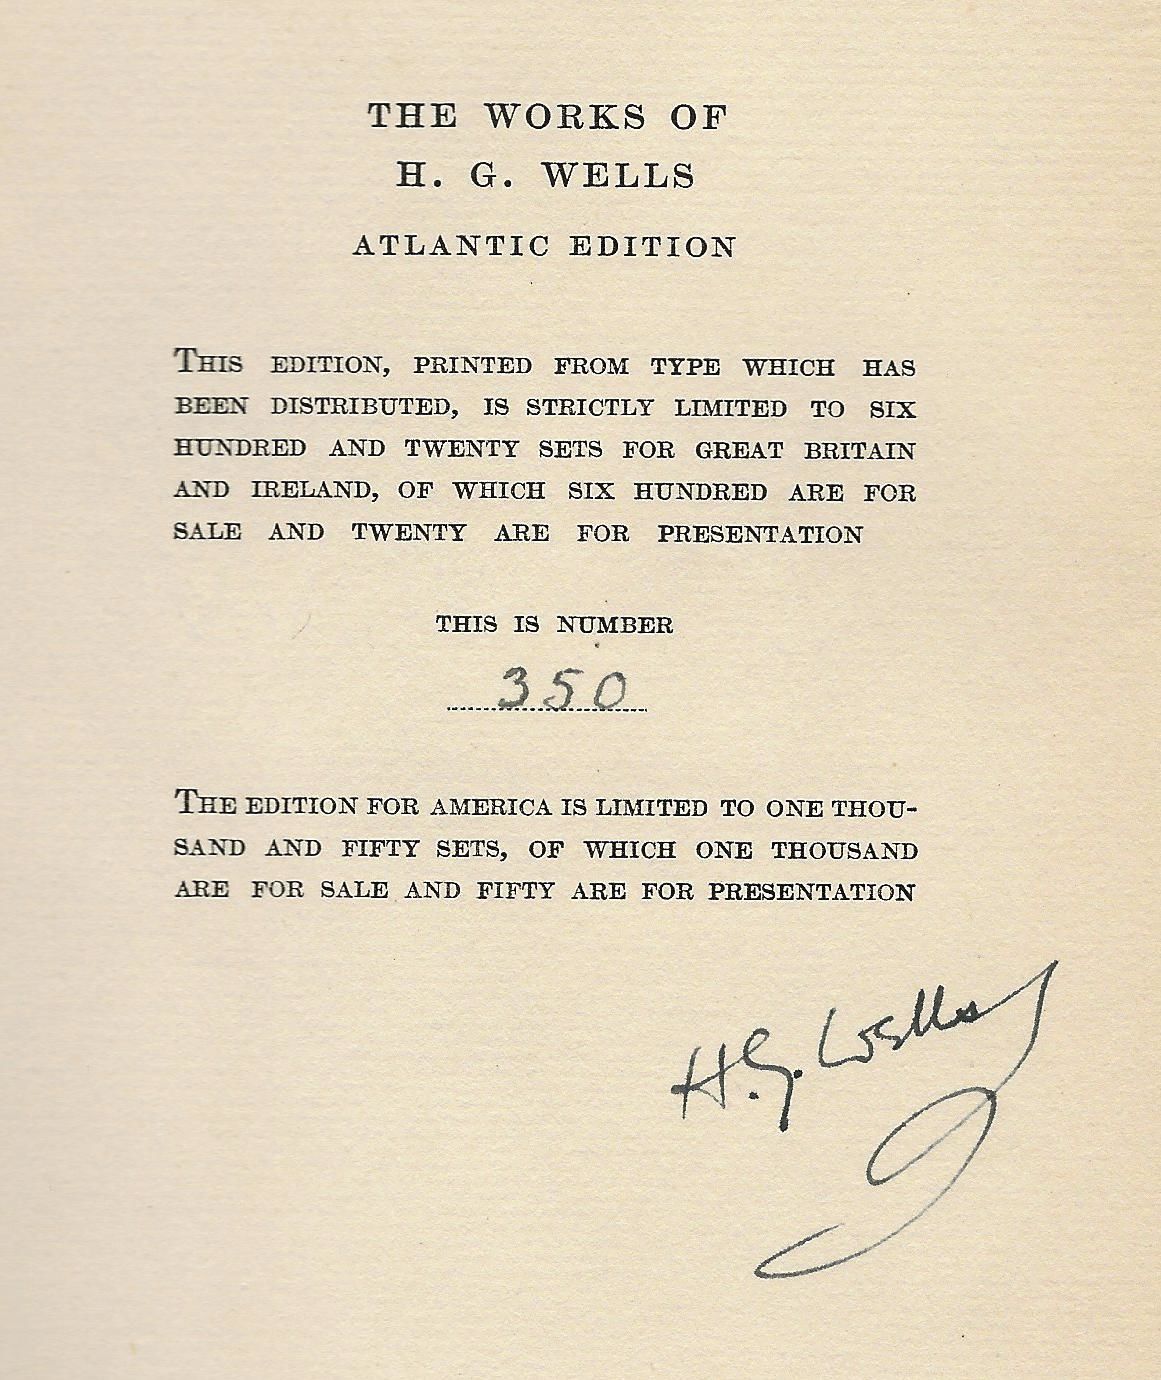 THE WORKS OF
H. G. WELLS
ATLANTIC EDITION
THIS EDITION, PRINTED FROM TYPE WHICH HAS
BEEN DISTRIBUTED, IS STRICTLY LIMITED TO SIX
HUNDRED AND TWENTY SETS FOR GREAT BRITAIN
AND IRELAND, OF WHICH SIX HUNDRED ARE FOR
SALE AND TWENTY ARE FOR PRESENTATION
THIS IS NUMBER
350
THE EDITION FOR AMERICA IS LIMITED TO ONE THOU-
SAND AND FIFTY SETS, OF WHICH ONE THOUSAND
ARE FOR SALE AND FIFTY ARE FOR PRESENTATION
H.G. Wells